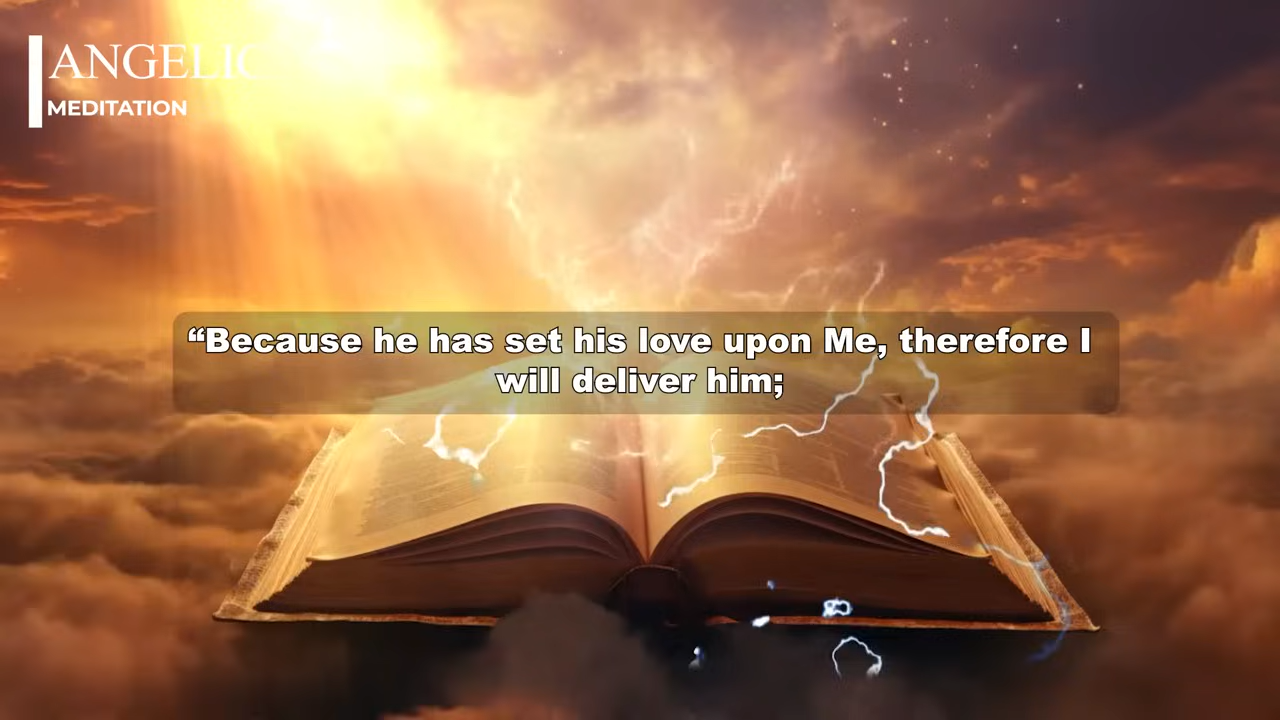 ANGELIC
MEDITATION
“Because he has set his love upon Me, therefore I
will deliver him;